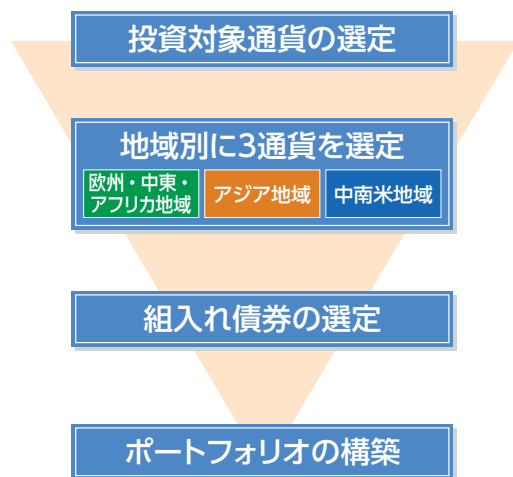 投資対象通貨の選定
地域別に3通貨を選定
欧州・中東・
アフリカ地域
アジア地域
中南米地域
組入れ債券の選定
ポートフォリオの構築